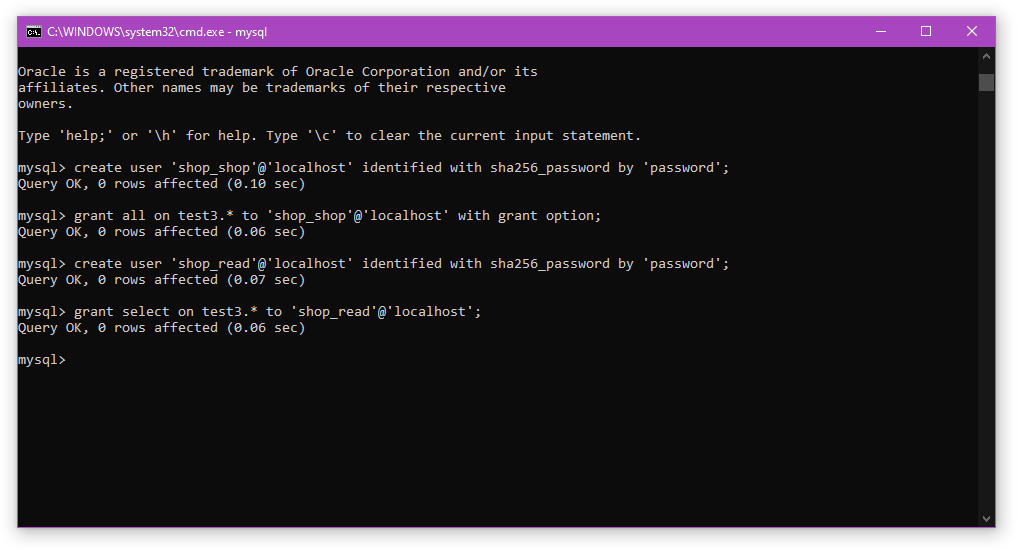 C:\WINDOWS\system32\cmd.exe - mysql
Oracle is a registered trademark of Oracle Corporation and/or its
affiliates. Other names may be trademarks of their respective
owners.
Type 'help;' or '\h' for help. Type '\c' to clear the current input statement.
mysql> create user 'shop_shop'@'localhost' identified with sha256_password by 'password';
Query OK, 0 rows affected (0.10 sec)
mysql> grant all on test3.* to 'shop_shop'@'localhost' with grant option;
Query OK, 0 rows affected (0.06 sec)
mysql> create user 'shop_read'@'localhost' identified with sha256_password by 'password';
Query OK, 0 rows affected (0.07 sec)
mysql> grant select on test3.* to 'shop_read'@'localhost';
Query OK, 0 rows affected (0.06 sec)
mysql>